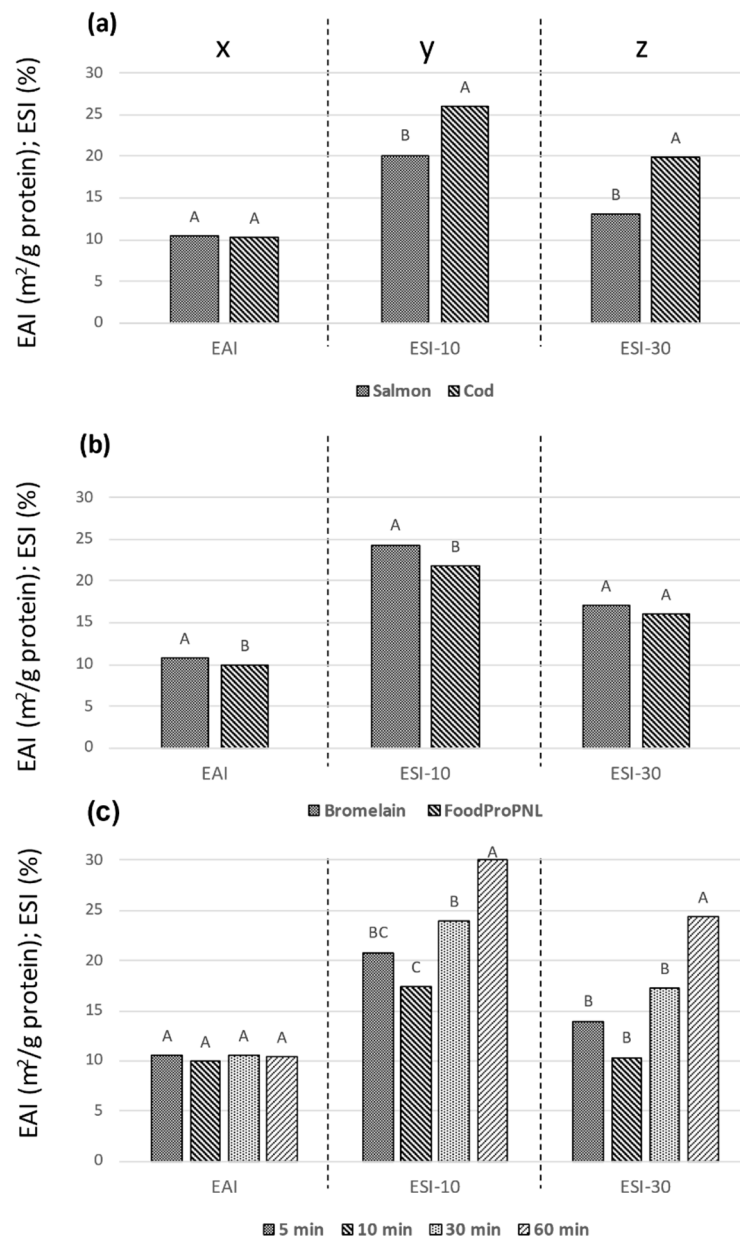 (a)
x y z
EAI (m²/g protein); ESI (%)
30
25
20
15
10
5
0
A A
B A
B A
EAI ESI-10 ESI-30
Salmon Cod
(b)
EAI (m²/g protein); ESI (%)
30
25
20
15
10
5
0
A B
A B
A A
EAI ESI-10 ESI-30
Bromelain FoodProPNL
(c)
EAI (m²/g protein); ESI (%)
30
25
20
15
10
5
0
A A A A
BC C B A
B B B A
EAI ESI-10 ESI-30
5 min 10 min 30 min 60 min